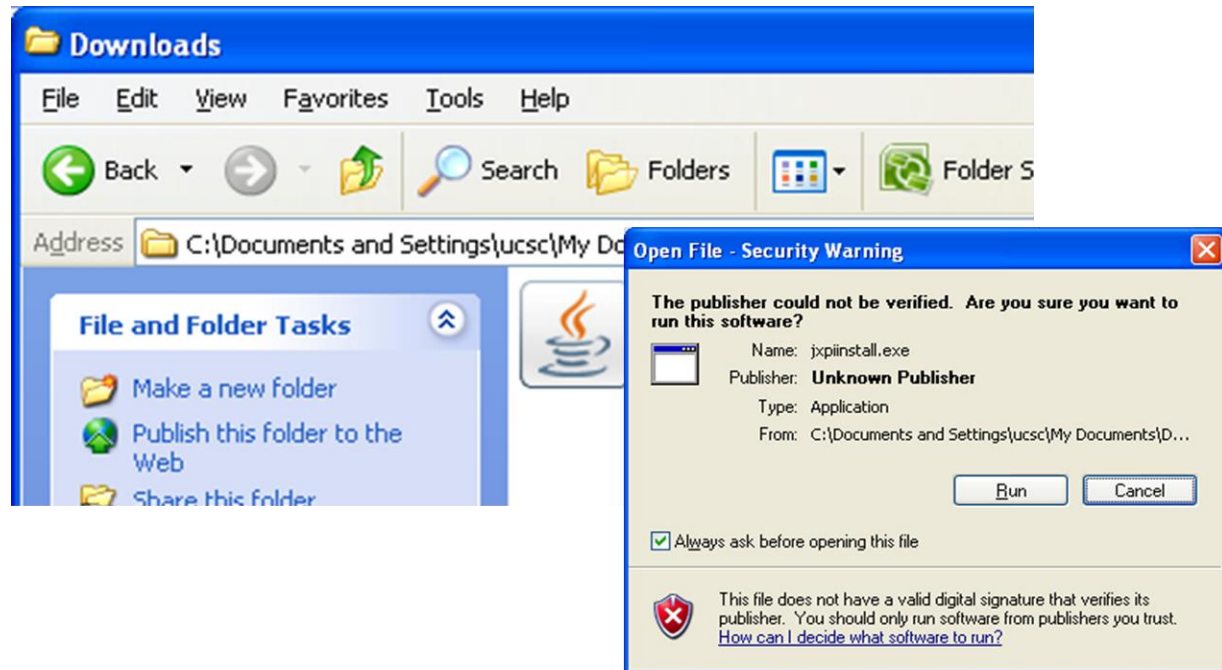 Downloads
File Edit View Favorites Tools Help
Back Search Folders Folder S
Address C:\Documents and Settings\ucsc\My Do
File and Folder Tasks
Make a new folder
Publish this folder to the
Web
Share this folder
Open File - Security Warning
The publisher could not be verified. Are you sure you want to
run this software?
Name: jxpiinstall.exe
Publisher: Unknown Publisher
Type: Application
From: C:\Documents and Settings\ucsc\My Documents\D...
Run Cancel
Always ask before opening this file
This file does not have a valid digital signature that verifies its
publisher. You should only run software from publishers you trust.
How can I decide what software to run?